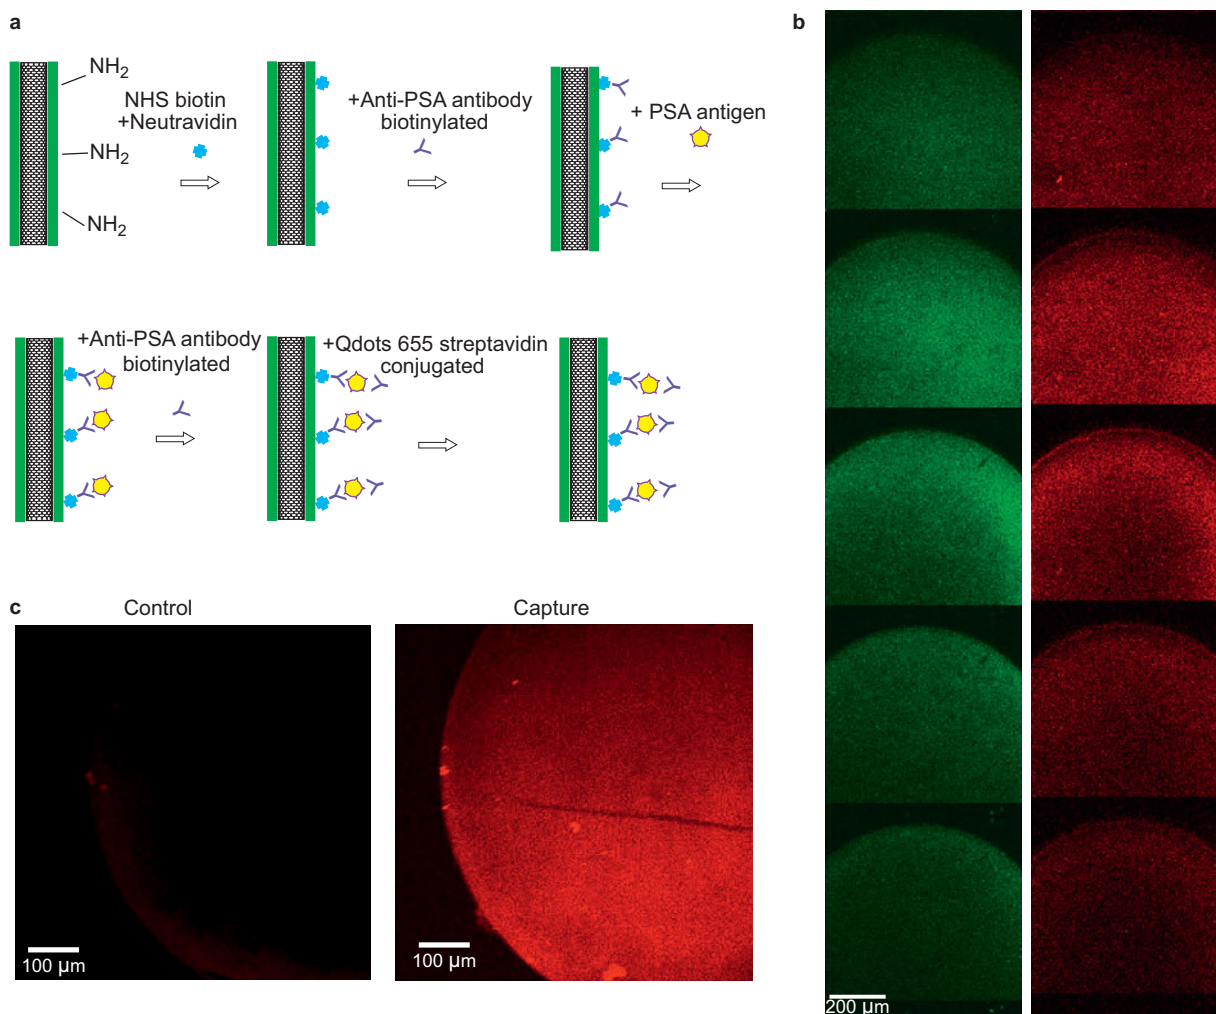 a
NH2
NH2
NH2
NHS biotin
+Neutravidin
+Anti-PSA antibody
biotinylated
+ PSA antigen
+Anti-PSA antibody
biotinylated
+Qdots 655 streptavidin
conjugated
b
200 µm
c
Control
Capture
100 µm
100 µm